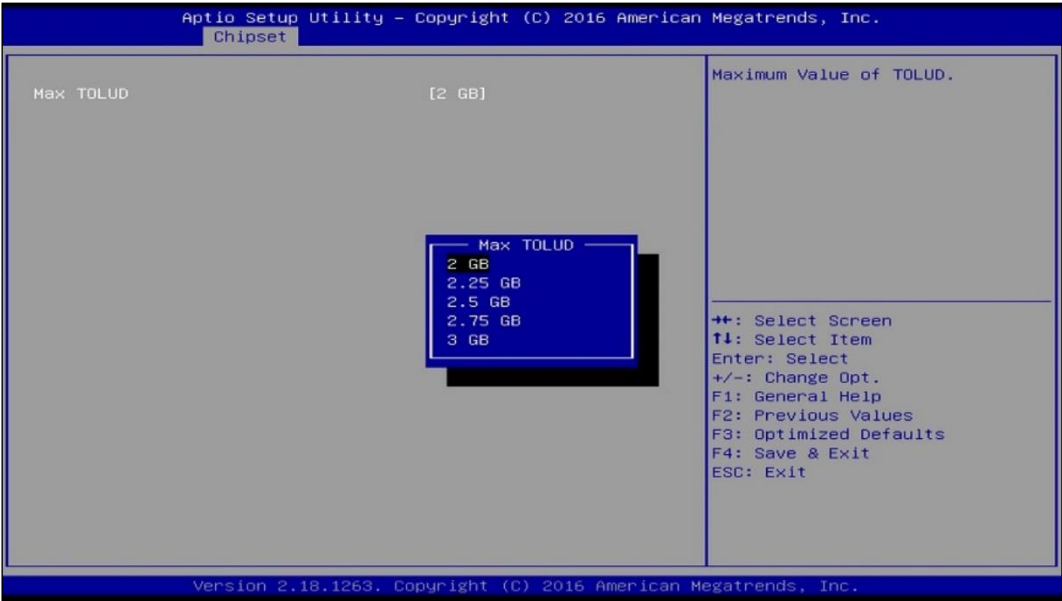 Aptio Setup Utility – Copyright (C) 2016 American Megatrends, Inc.
Chipset
Max TOLUD [2 GB]
Maximum Value of TOLUD.
Max TOLUD
2 GB
2.25 GB
2.5 GB
2.75 GB
3 GB
→←: Select Screen
↑↓: Select Item
Enter: Select
+/-: Change Opt.
F1: General Help
F2: Previous Values
F3: Optimized Defaults
F4: Save & Exit
ESC: Exit
Version 2.18.1263. Copyright (C) 2016 American Megatrends, Inc.